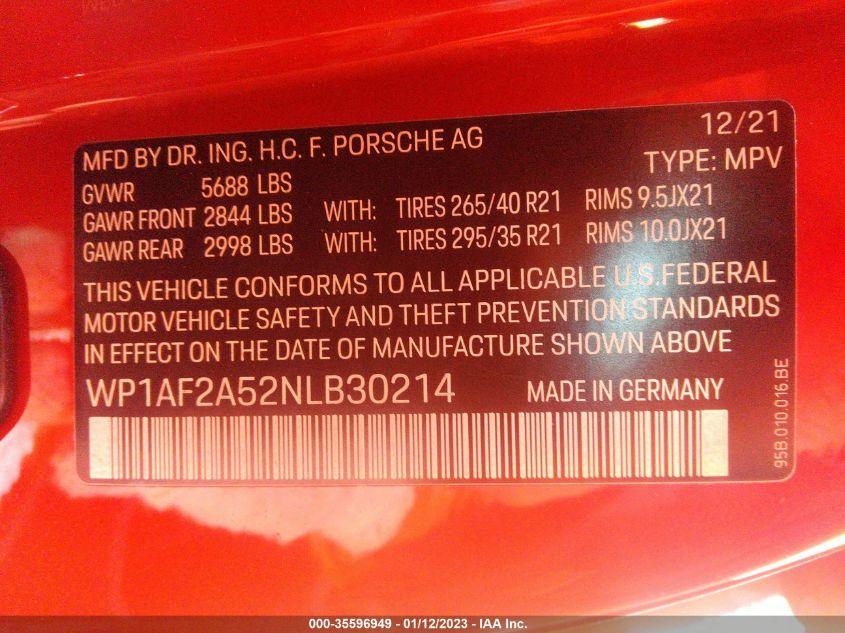 12/21
MFD BY DR. ING. H.C. F. PORSCHE AG
TYPE: MPV
GVWR 5688 LBS
GAWR FRONT 2844 LBS WITH: TIRES 265/40 R21 RIMS 9.5JX21
GAWR REAR 2998 LBS WITH: TIRES 295/35 R21 RIMS 10.0JX21
THIS VEHICLE CONFORMS TO ALL APPLICABLE U.S.FEDERAL
MOTOR VEHICLE SAFETY AND THEFT PREVENTION STANDARDS
IN EFFECT ON THE DATE OF MANUFACTURE SHOWN ABOVE
WP1AF2A52NLB30214 MADE IN GERMANY
95B.010.016.BE
000-35596949 - 01/12/2023 - IAA Inc.